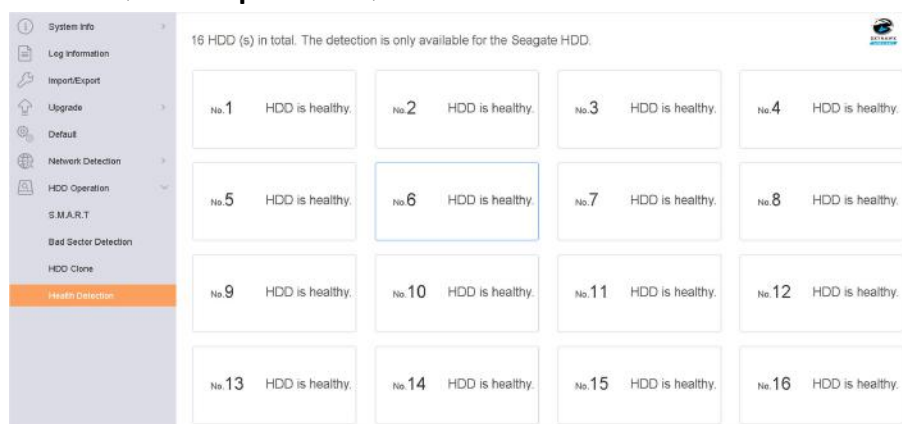 System Info
Log Information
Import/Export
Upgrade
Default
Network Detection
HDD Operation
S.M.A.R.T
Bad Sector Detection
HDD Clone
Health Detection
16 HDD (s) in total. The detection is only available for the Seagate HDD.
No.1 HDD is healthy.
No.2 HDD is healthy.
No.3 HDD is healthy.
No.4 HDD is healthy.
No.5 HDD is healthy.
No.6 HDD is healthy.
No.7 HDD is healthy.
No.8 HDD is healthy.
No.9 HDD is healthy.
No.10 HDD is healthy.
No.11 HDD is healthy.
No.12 HDD is healthy.
No.13 HDD is healthy.
No.14 HDD is healthy.
No.15 HDD is healthy.
No.16 HDD is healthy.